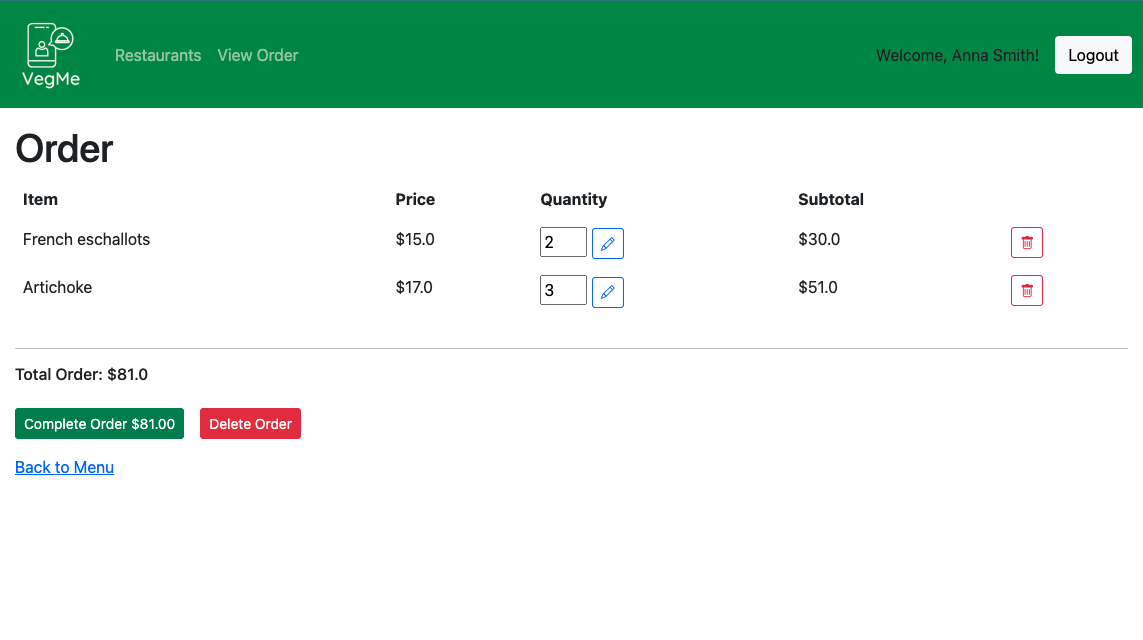 VegMe
Restaurants View Order Welcome, Anna Smith! Logout
Order
Item Price Quantity Subtotal
French eschallots $15.0 2 $30.0
Artichoke $17.0 3 $51.0
Total Order: $81.0
Complete Order $81.00 Delete Order
Back to Menu